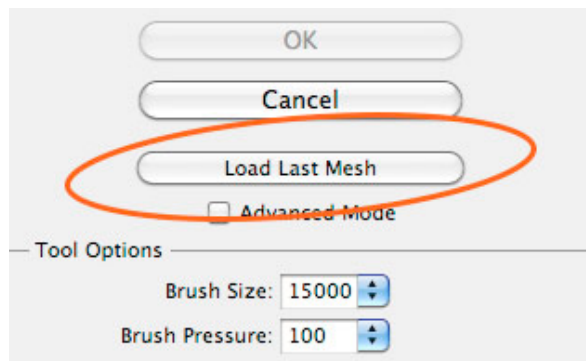 OK
Cancel
Load Last Mesh
Advanced Mode
Tool Options
Brush Size: 15000
Brush Pressure: 100